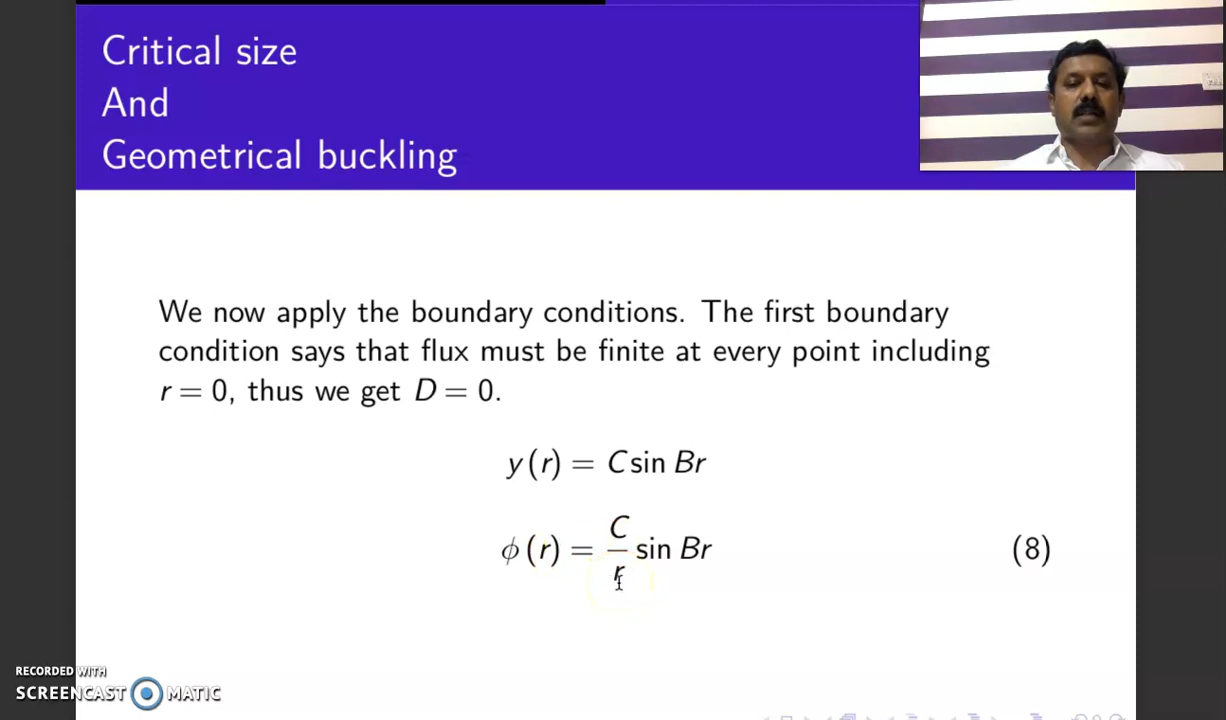 Critical size
And
Geometrical buckling
We now apply the boundary conditions. The first boundary
condition says that flux must be finite at every point including
r = 0, thus we get D = 0.
y(r) = C sin Br
ϕ(r) = C/r sin Br (8)
RECORDED WITH
SCREENCAST MATIC